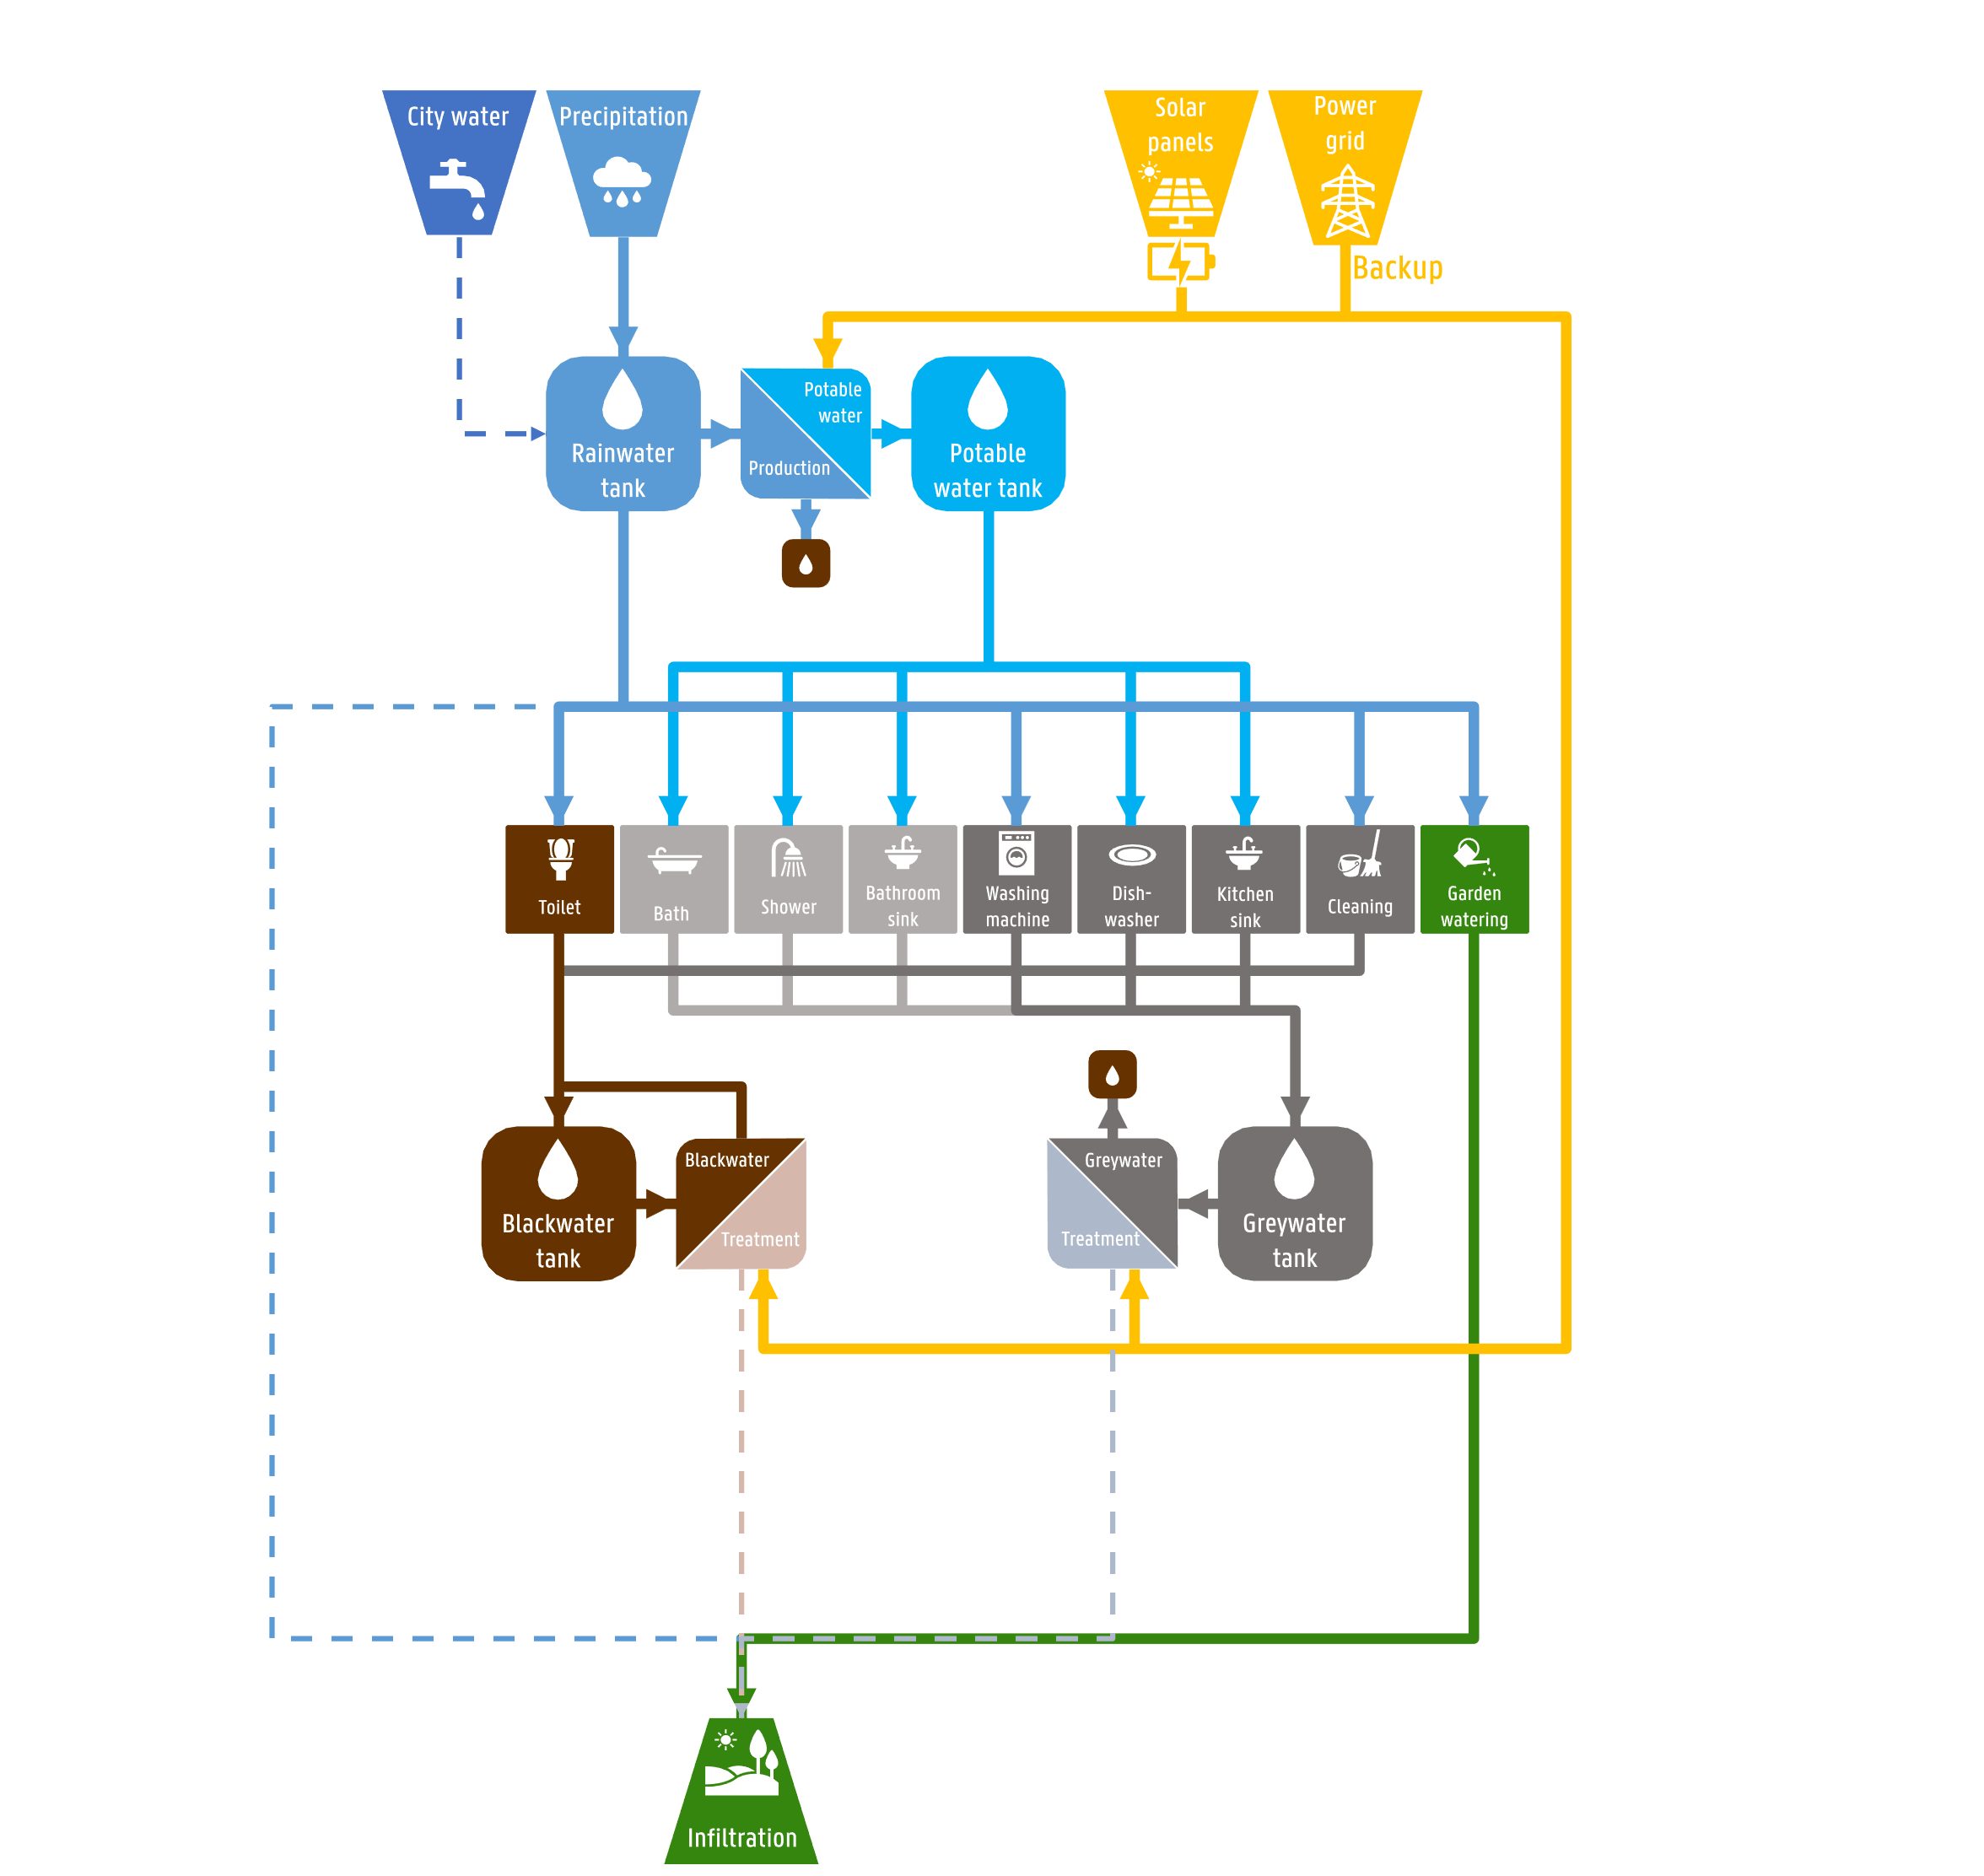 City water
Precipitation
Solar
panels
Power
grid
Backup
Rainwater
tank
Potable
water
Production
Potable
water tank
Toilet
Bath
Shower
Bathroom
sink
Washing
machine
Dish-
washer
Kitchen
sink
Cleaning
Garden
watering
Blackwater
tank
Blackwater
Treatment
Greywater
Treatment
Greywater
tank
Infiltration